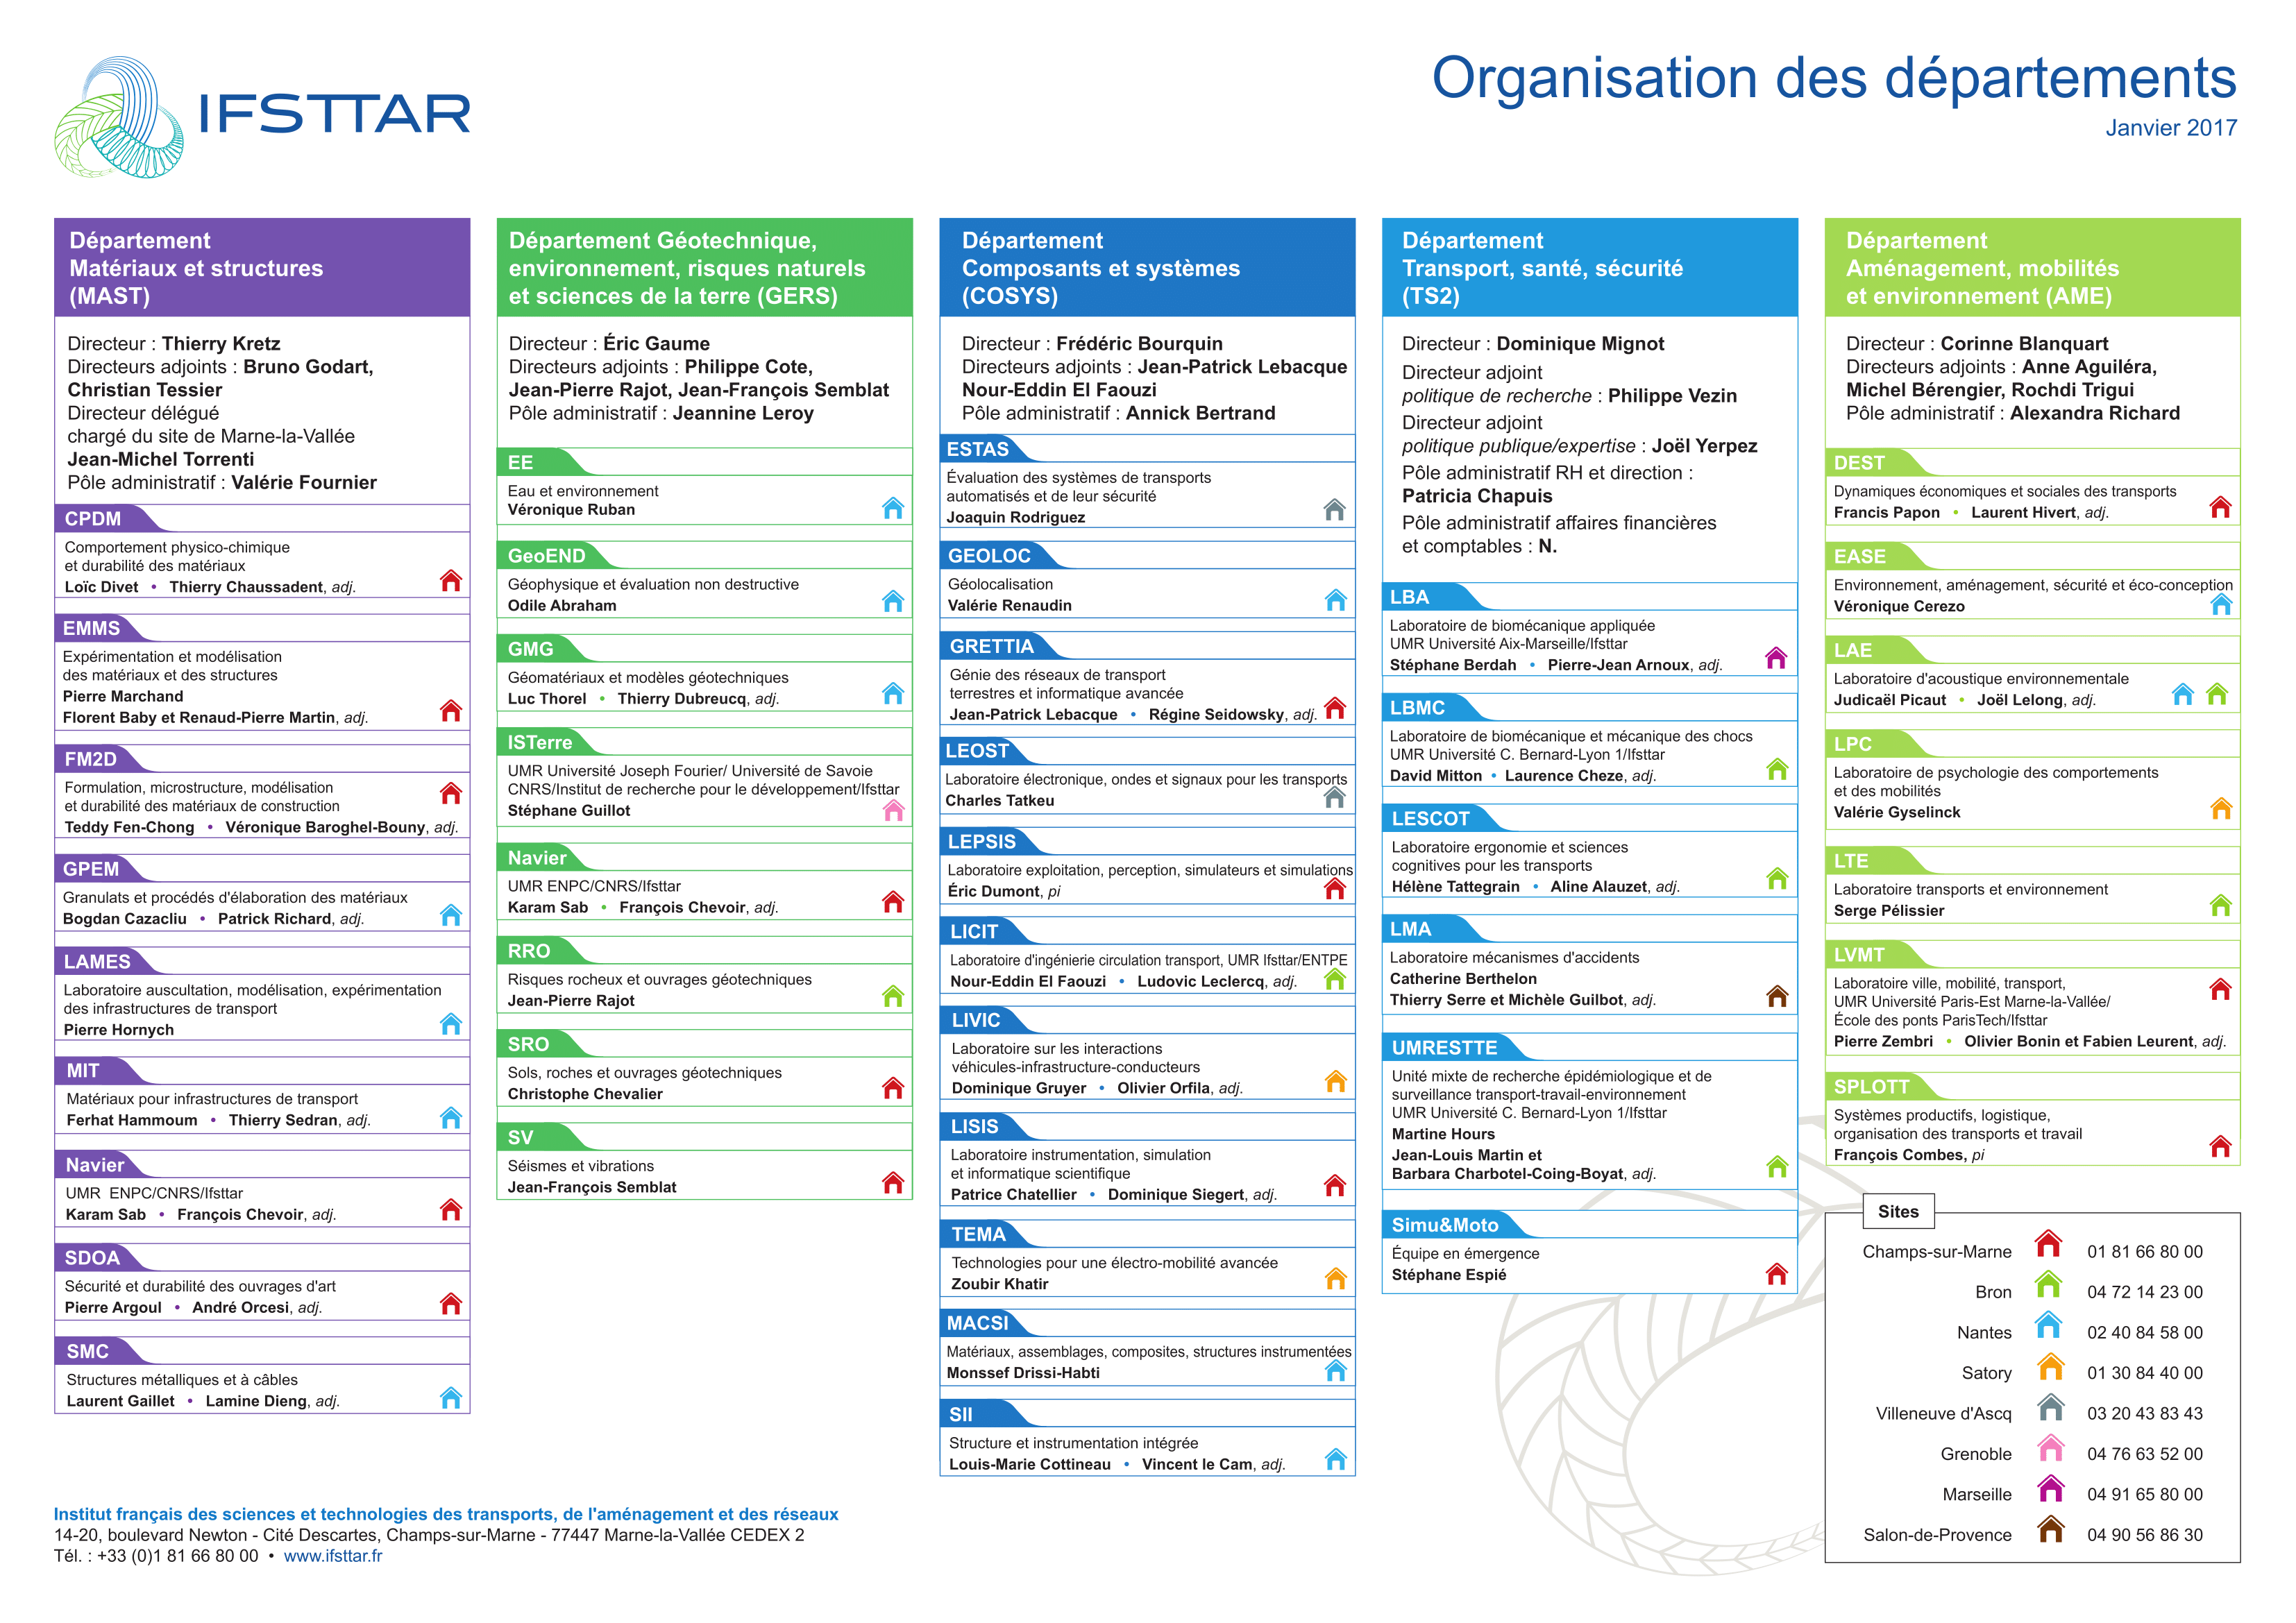 IFSTTAR
Organisation des départements
Janvier 2017
Département
Matériaux et structures
(MAST)
Directeur : Thierry Kretz
Directeurs adjoints : Bruno Godart,
Christian Tessier
Directeur délégué
chargé du site de Marne-la-Vallée
Jean-Michel Torrenti
Pôle administratif : Valérie Fournier
CPDM
Comportement physico-chimique
et durabilité des matériaux
Loïc Divet • Thierry Chaussadent, adj.
EMMS
Expérimentation et modélisation
des matériaux et des structures
Pierre Marchand
Florent Baby et Renaud-Pierre Martin, adj.
FM2D
Formulation, microstructure, modélisation
et durabilité des matériaux de construction
Teddy Fen-Chong • Véronique Baroghel-Bouny, adj.
GPEM
Granulats et procédés d'élaboration des matériaux
Bogdan Cazacliu • Patrick Richard, adj.
LAMES
Laboratoire auscultation, modélisation, expérimentation
des infrastructures de transport
Pierre Hornych
MIT
Matériaux pour infrastructures de transport
Ferhat Hammoum • Thierry Sedran, adj.
Navier
UMR ENPC/CNRS/Ifsttar
Karam Sab • François Chevoir, adj.
SDOA
Sécurité et durabilité des ouvrages d'art
Pierre Argoul • André Orcesi, adj.
SMC
Structures métalliques et à câbles
Laurent Gaillet • Lamine Dieng, adj.
Département Géotechnique,
environnement, risques naturels
et sciences de la terre (GERS)
Directeur : Éric Gaume
Directeurs adjoints : Philippe Cote,
Jean-Pierre Rajot, Jean-François Semblat
Pôle administratif : Jeannine Leroy
EE
Eau et environnement
Véronique Ruban
GeoEND
Géophysique et évaluation non destructive
Odile Abraham
GMG
Géomatériaux et modèles géotechniques
Luc Thorel • Thierry Dubreucq, adj.
ISTerre
UMR Université Joseph Fourier/ Université de Savoie
CNRS/Institut de recherche pour le développement/Ifsttar
Stéphane Guillot
Navier
UMR ENPC/CNRS/Ifsttar
Karam Sab • François Chevoir, adj.
RRO
Risques rocheux et ouvrages géotechniques
Jean-Pierre Rajot
SRO
Sols, roches et ouvrages géotechniques
Christophe Chevalier
SV
Séismes et vibrations
Jean-François Semblat
Département
Composants et systèmes
(COSYS)
Directeur : Frédéric Bourquin
Directeurs adjoints : Jean-Patrick Lebacque
Nour-Eddin El Faouzi
Pôle administratif : Annick Bertrand
ESTAS
Évaluation des systèmes de transports
automatisés et de leur sécurité
Joaquin Rodriguez
GEOLOC
Géolocalisation
Valérie Renaudin
GRETTIA
Génie des réseaux de transport
terrestres et informatique avancée
Jean-Patrick Lebacque • Régine Seidowsky, adj.
LEOST
Laboratoire électronique, ondes et signaux pour les transports
Charles Tatkeu
LEPSIS
Laboratoire exploitation, perception, simulateurs et simulations
Éric Dumont, pi
LICIT
Laboratoire d'ingénierie circulation transport, UMR Ifsttar/ENTPE
Nour-Eddin El Faouzi • Ludovic Leclercq, adj.
LIVIC
Laboratoire sur les interactions
véhicules-infrastructure-conducteurs
Dominique Gruyer • Olivier Orfila, adj.
LISIS
Laboratoire instrumentation, simulation
et informatique scientifique
Patrice Chatellier • Dominique Siegert, adj.
TEMA
Technologies pour une électro-mobilité avancée
Zoubir Khatir
MACSI
Matériaux, assemblages, composites, structures instrumentées
Monssef Drissi-Habti
SII
Structure et instrumentation intégrée
Louis-Marie Cottineau • Vincent le Cam, adj.
Département
Transport, santé, sécurité
(TS2)
Directeur : Dominique Mignot
Directeur adjoint
politique de recherche : Philippe Vezin
Directeur adjoint
politique publique/expertise : Joël Yerpez
Pôle administratif RH et direction :
Patricia Chapuis
Pôle administratif affaires financières
et comptables : N.
LBA
Laboratoire de biomécanique appliquée
UMR Université Aix-Marseille/Ifsttar
Stéphane Berdah • Pierre-Jean Arnoux, adj.
LBMC
Laboratoire de biomécanique et mécanique des chocs
UMR Université C. Bernard-Lyon 1/Ifsttar
David Mitton • Laurence Cheze, adj.
LESCOT
Laboratoire ergonomie et sciences
cognitives pour les transports
Hélène Tattegrain • Aline Alauzet, adj.
LMA
Laboratoire mécanismes d'accidents
Catherine Berthelon
Thierry Serre et Michèle Guilbot, adj.
UMRESTTE
Unité mixte de recherche épidémiologique et de
surveillance transport-travail-environnement
UMR Université C. Bernard-Lyon 1/Ifsttar
Martine Hours
Jean-Louis Martin et
Barbara Charbotel-Coing-Boyat, adj.
Simu&Moto
Équipe en émergence
Stéphane Espié
Département
Aménagement, mobilités
et environnement (AME)
Directeur : Corinne Blanquart
Directeurs adjoints : Anne Aguiléra,
Michel Bérengier, Rochdi Trigui
Pôle administratif : Alexandra Richard
DEST
Dynamiques économiques et sociales des transports
Francis Papon • Laurent Hivert, adj.
EASE
Environnement, aménagement, sécurité et éco-conception
Véronique Cerezo
LAE
Laboratoire d'acoustique environnementale
Judicaël Picaut • Joël Lelong, adj.
LPC
Laboratoire de psychologie des comportements
et des mobilités
Valérie Gyselinck
LTE
Laboratoire transports et environnement
Serge Pélissier
LVMT
Laboratoire ville, mobilité, transport,
UMR Université Paris-Est Marne-la-Vallée/
École des ponts ParisTech/Ifsttar
Pierre Zembri • Olivier Bonin et Fabien Leurent, adj.
SPLOTT
Systèmes productifs, logistique,
organisation des transports et travail
François Combes, pi
Sites
Champs-sur-Marne 01 81 66 80 00
Bron 04 72 14 23 00
Nantes 02 40 84 58 00
Satory 01 30 84 40 00
Villeneuve d'Ascq 03 20 43 83 43
Grenoble 04 76 63 52 00
Marseille 04 91 65 80 00
Salon-de-Provence 04 90 56 86 30
Institut français des sciences et technologies des transports, de l'aménagement et des réseaux
14-20, boulevard Newton - Cité Descartes, Champs-sur-Marne - 77447 Marne-la-Vallée CEDEX 2
Tél. : +33 (0)1 81 66 80 00 • www.ifsttar.fr